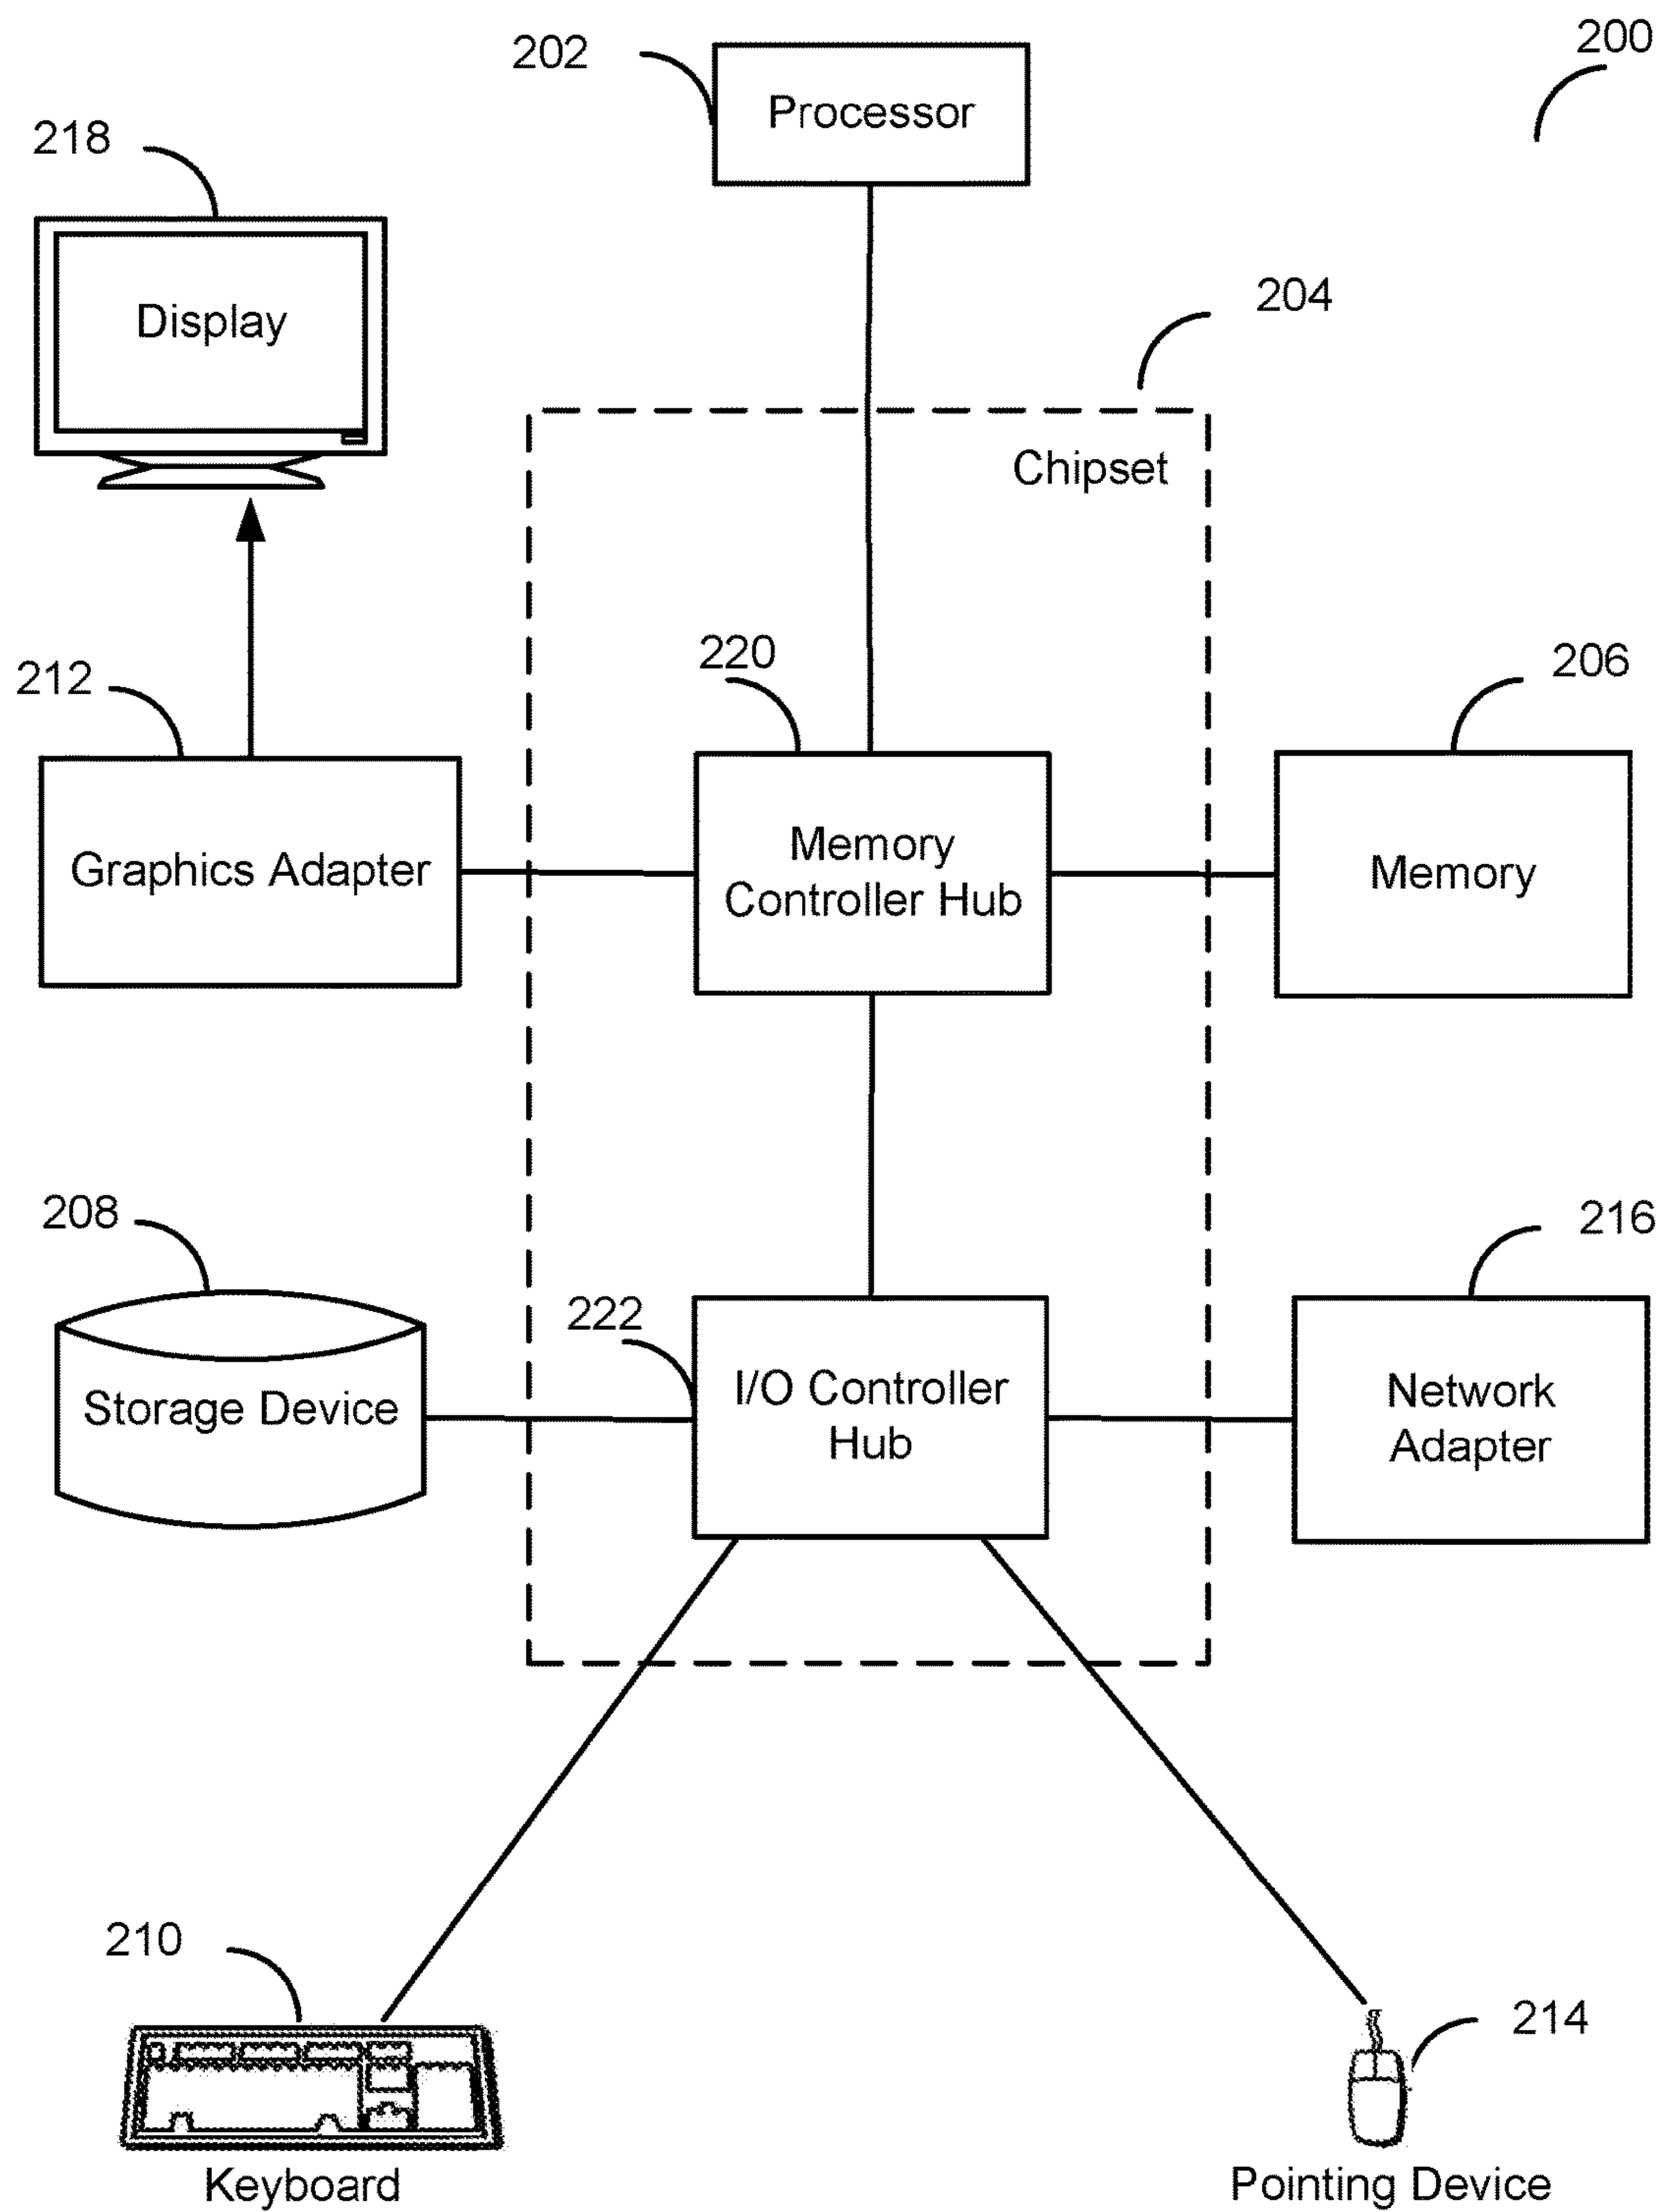 202
Processor
200
218
Display
204
Chipset
220
206
212
Memory
Controller Hub
Graphics Adapter
Memory
208
216
222
I/O Controller
Hub
Storage Device
Network
Adapter
210
214
Keyboard
Pointing Device